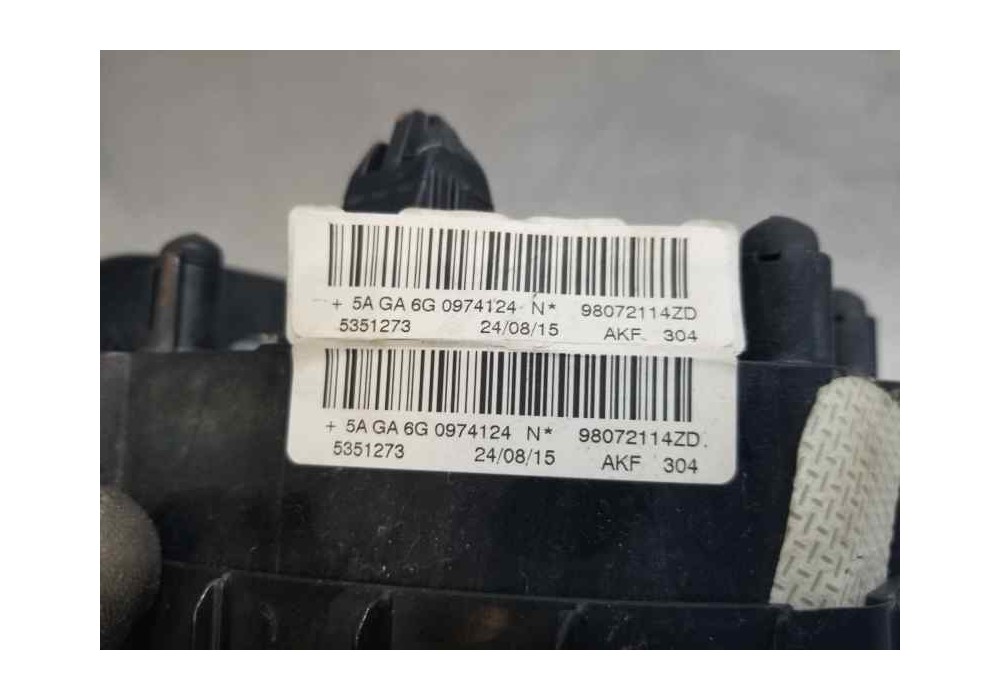 + 5A GA 6G 0974124 N* 98072114ZD
5351273 24/08/15 AKF 304
+ 5A GA 6G 0974124 N* 98072114ZD
5351273 24/08/15 AKF 304